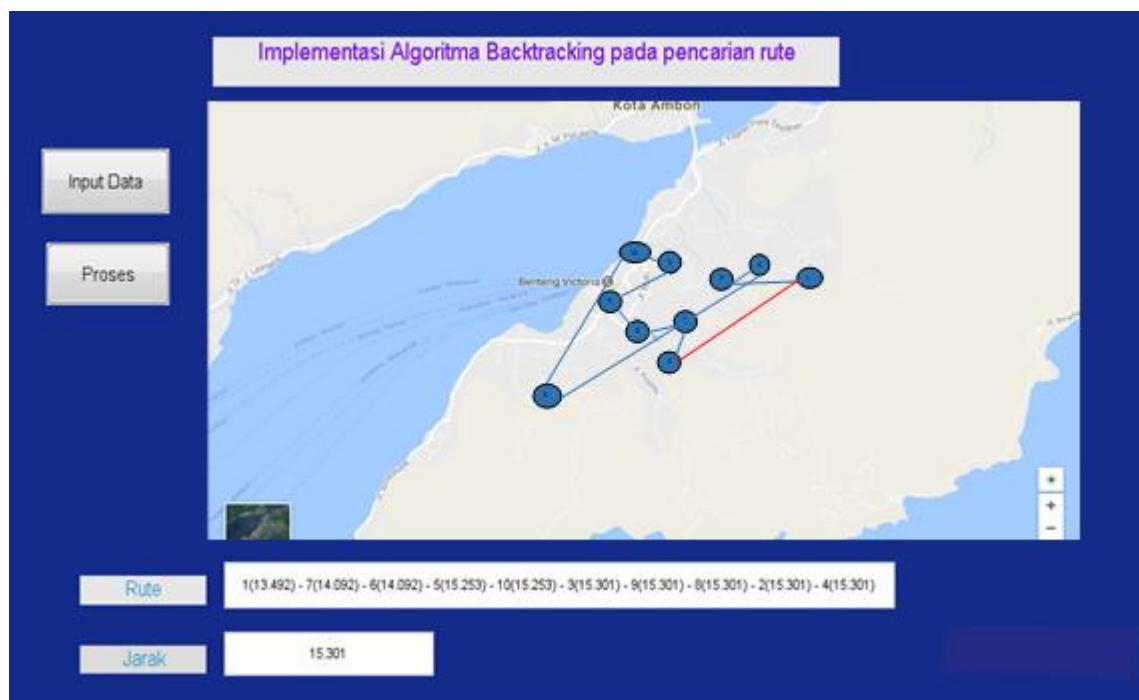 Implementasi Algoritma Backtracking pada pencarian rute
Kota Ambon
Input Data
Proses
Benteng Victoria
Rute
1(13.492) - 7(14.092) - 6(14.092) - 5(15.253) - 10(15.253) - 3(15.301) - 9(15.301) - 8(15.301) - 2(15.301) - 4(15.301)
Jarak
15.301